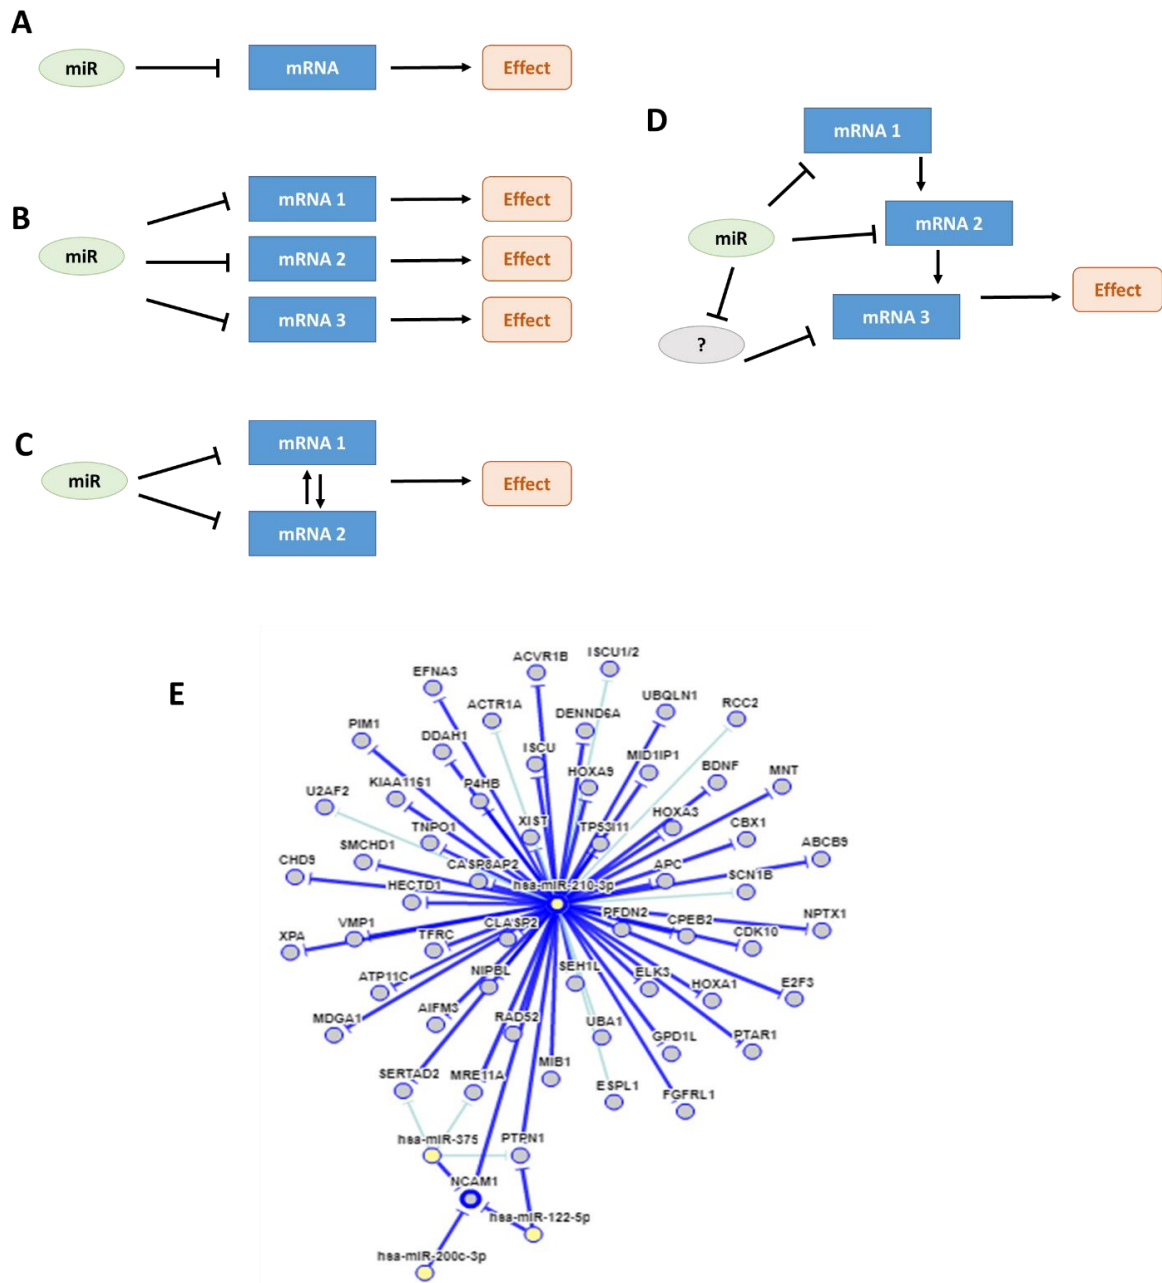 A
miR
mRNA
Effect
B
miR
mRNA 1
Effect
mRNA 2
Effect
mRNA 3
Effect
C
miR
mRNA 1
mRNA 2
Effect
D
mRNA 1
miR
mRNA 2
mRNA 3
Effect
?
E
ACVR1B
ISCU1/2
EFNA3
ACTR1A
UBQLN1
RCC2
DENND6A
PIM1
DDAH1
ISCU
MID1IP1
HOXA9
BDNF
MNT
KIAA1161
P4HB
U2AF2
XIST
TP53I11
HOXA3
CBX1
TNPO1
SMCHD1
ABCB9
CHD9
CASP8AP2
APC
SCN1B
hsa-miR-210-3p
HECTD1
PFDN2
CPEB2
NPTX1
VMP1
CLASP2
CDK10
XPA
TFRC
ATP11C
NIPBL
SEH1L
ELK3
HOXA1
E2F3
MDGA1
AIFM3
RAD52
UBA1
GPD1L
PTAR1
SERTAD2
MRE11A
MIB1
ESPL1
FGFRL1
hsa-miR-375
PTPN1
NCAM1
hsa-miR-122-5p
hsa-miR-200c-3p